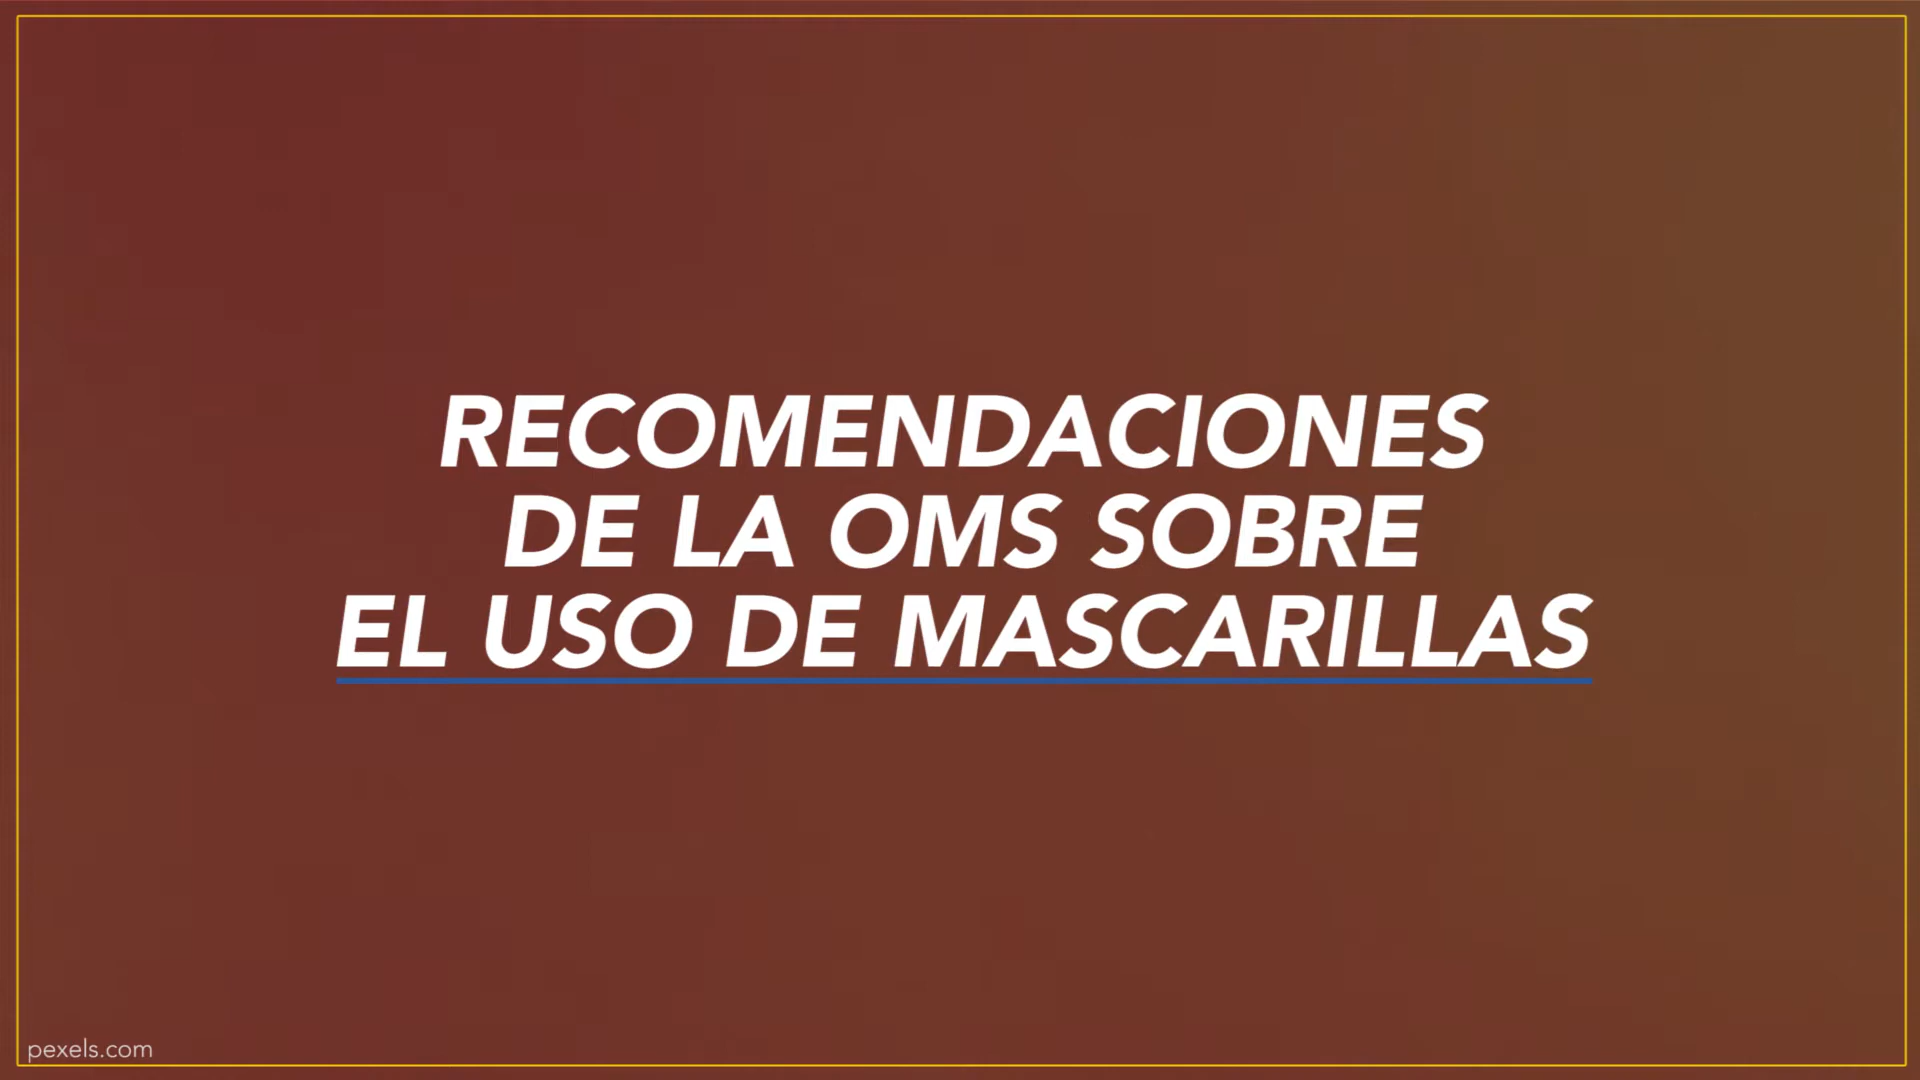 RECOMENDACIONES
DE LA OMS SOBRE
EL USO DE MASCARILLAS
pexels.com